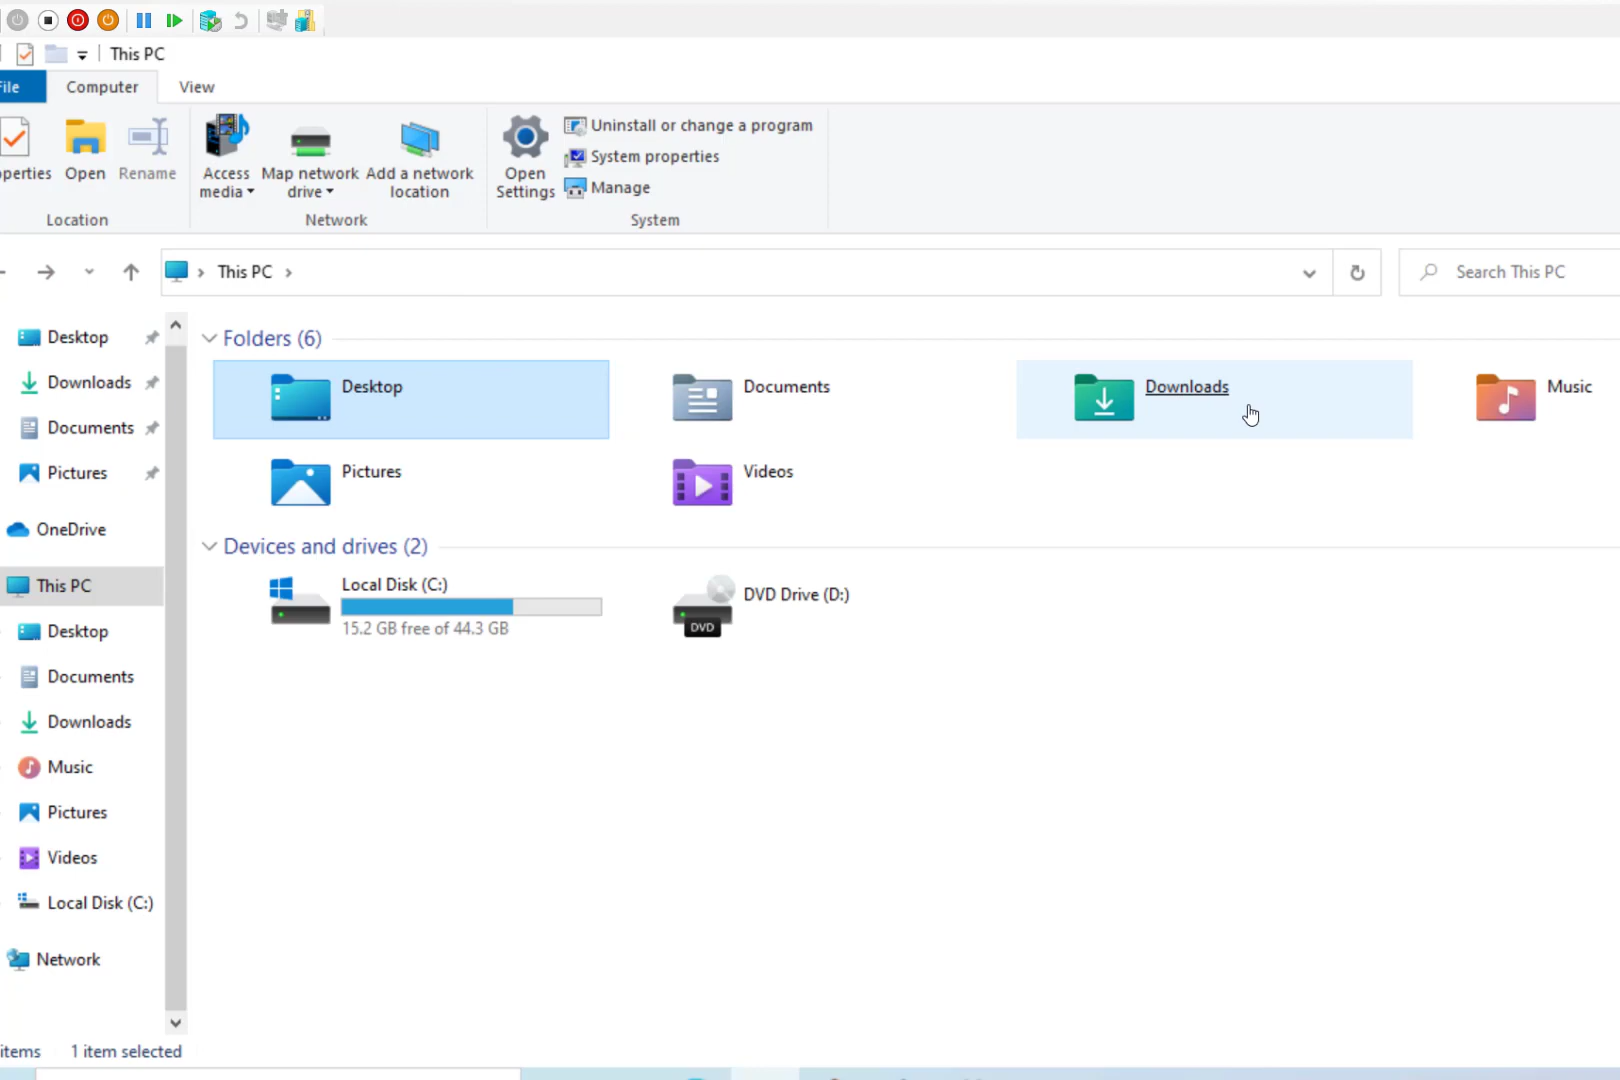 This PC
File Computer View
operties Open Rename
Access media
Map network drive
Add a network location
Open Settings
Uninstall or change a program
System properties
Manage
Location Network System
This PC
Search This PC
Desktop
Downloads
Documents
Pictures
OneDrive
This PC
Desktop
Documents
Downloads
Music
Pictures
Videos
Local Disk (C:)
Network
Folders (6)
Desktop
Documents
Downloads
Music
Pictures
Videos
Devices and drives (2)
Local Disk (C:)
15.2 GB free of 44.3 GB
DVD
DVD Drive (D:)
items 1 item selected